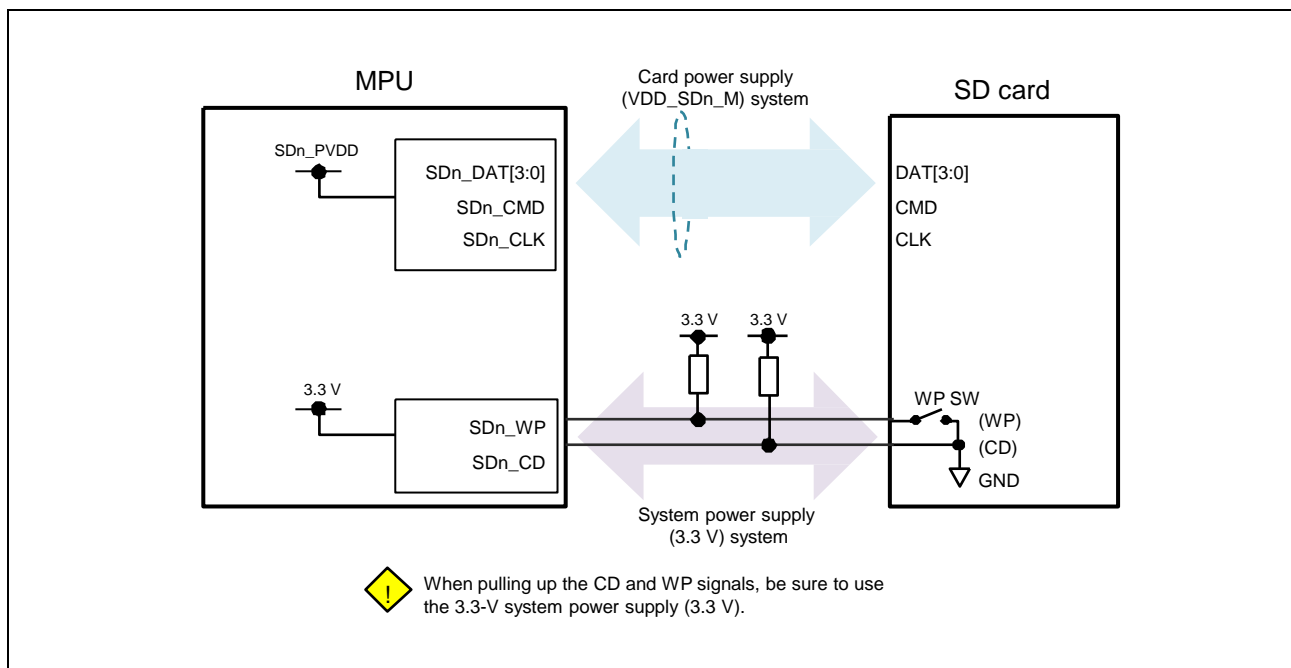 MPU
Card power supply
(VDD_SDn_M) system
SD card
SDn_PVDD
SDn_DAT[3:0]
SDn_CMD
SDn_CLK
DAT[3:0]
CMD
CLK
3.3 V
3.3 V
3.3 V
SDn_WP
SDn_CD
WP SW
(WP)
(CD)
GND
System power supply
(3.3 V) system
! When pulling up the CD and WP signals, be sure to use
the 3.3-V system power supply (3.3 V).